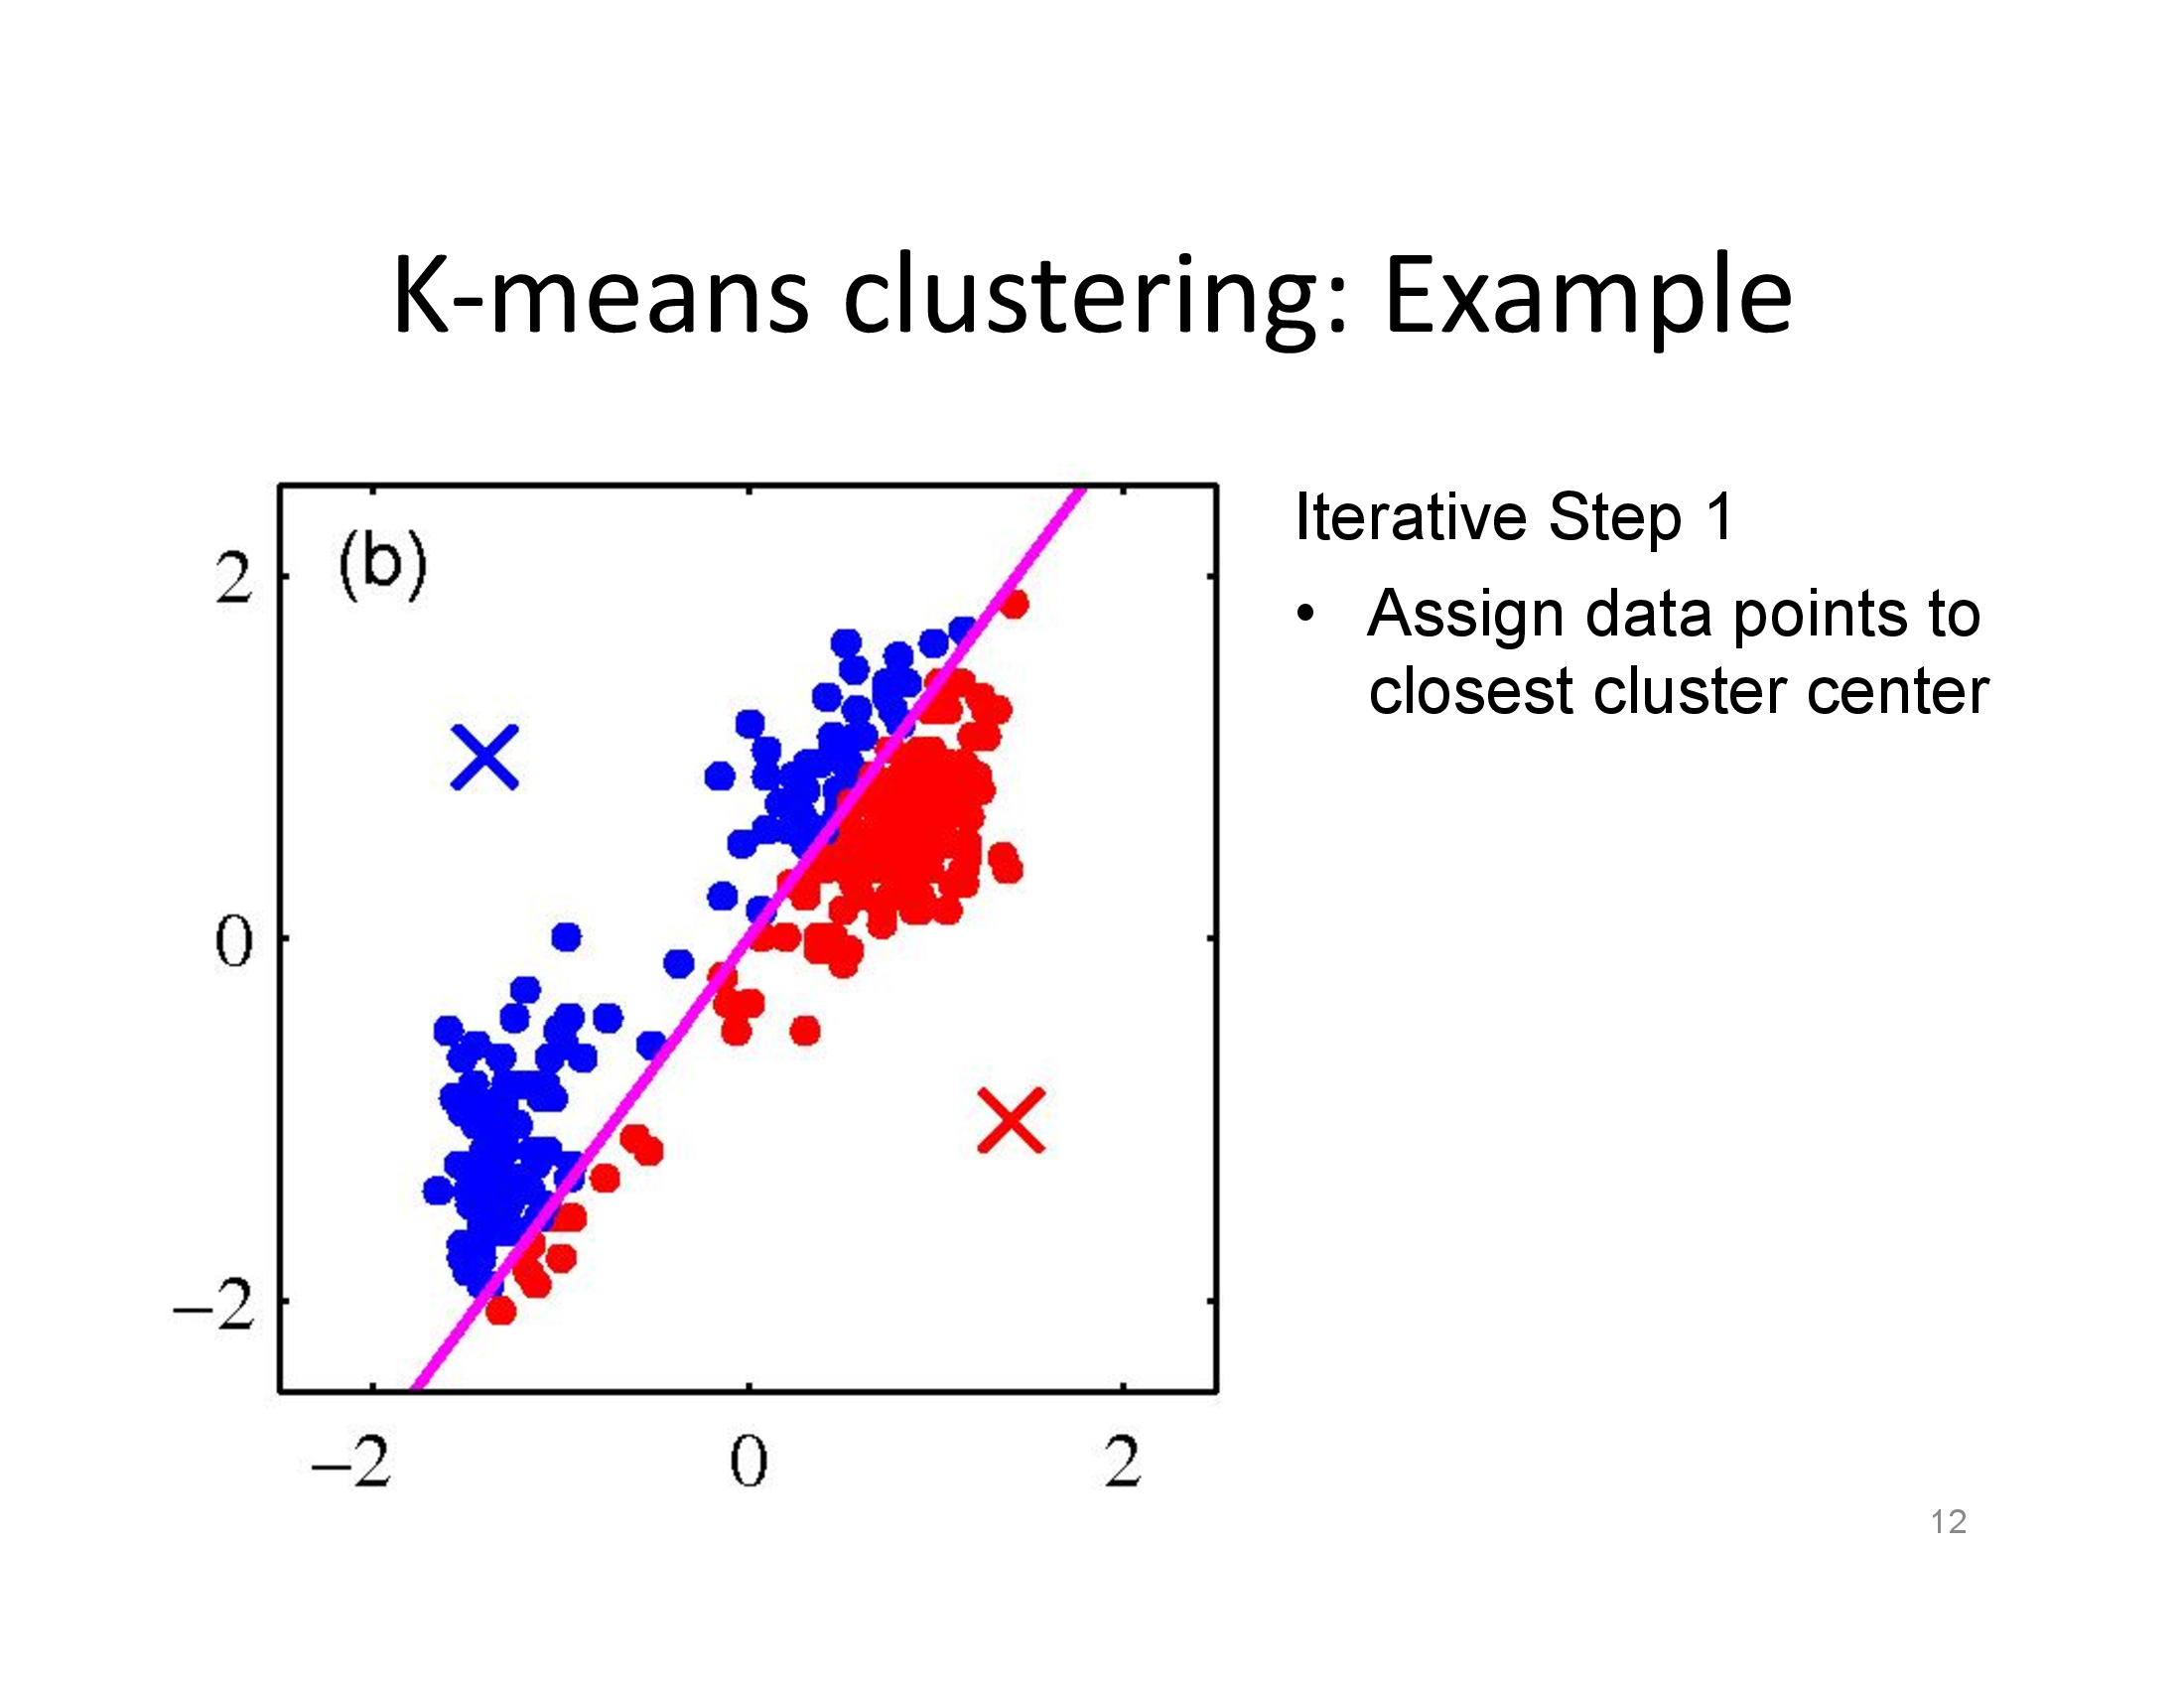 K-means clustering: Example
(b)
2
0
−2
−2 0 2
Iterative Step 1
• Assign data points to
closest cluster center
12